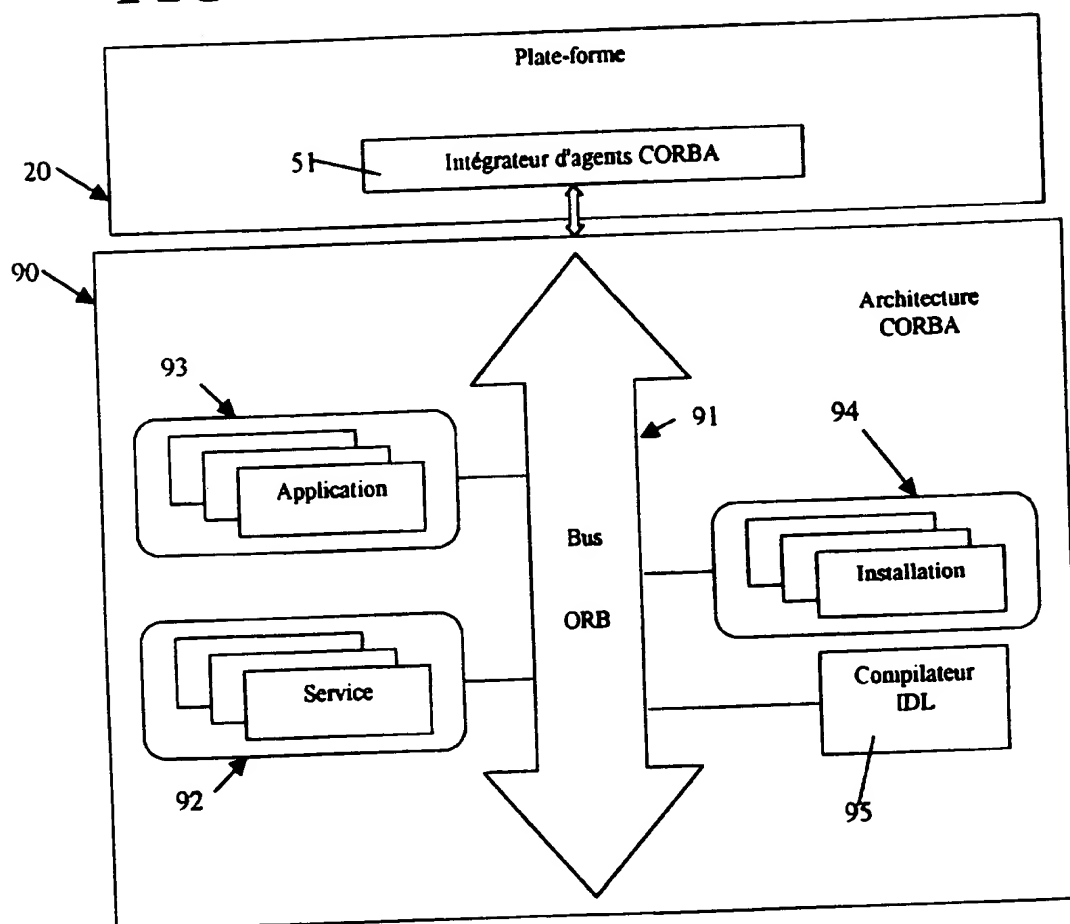 Plate-forme
51
Intégrateur d'agents CORBA
20
90
Architecture
CORBA
93
91
94
Application
Bus
Installation
ORB
Service
Compilateur
IDL
92
95